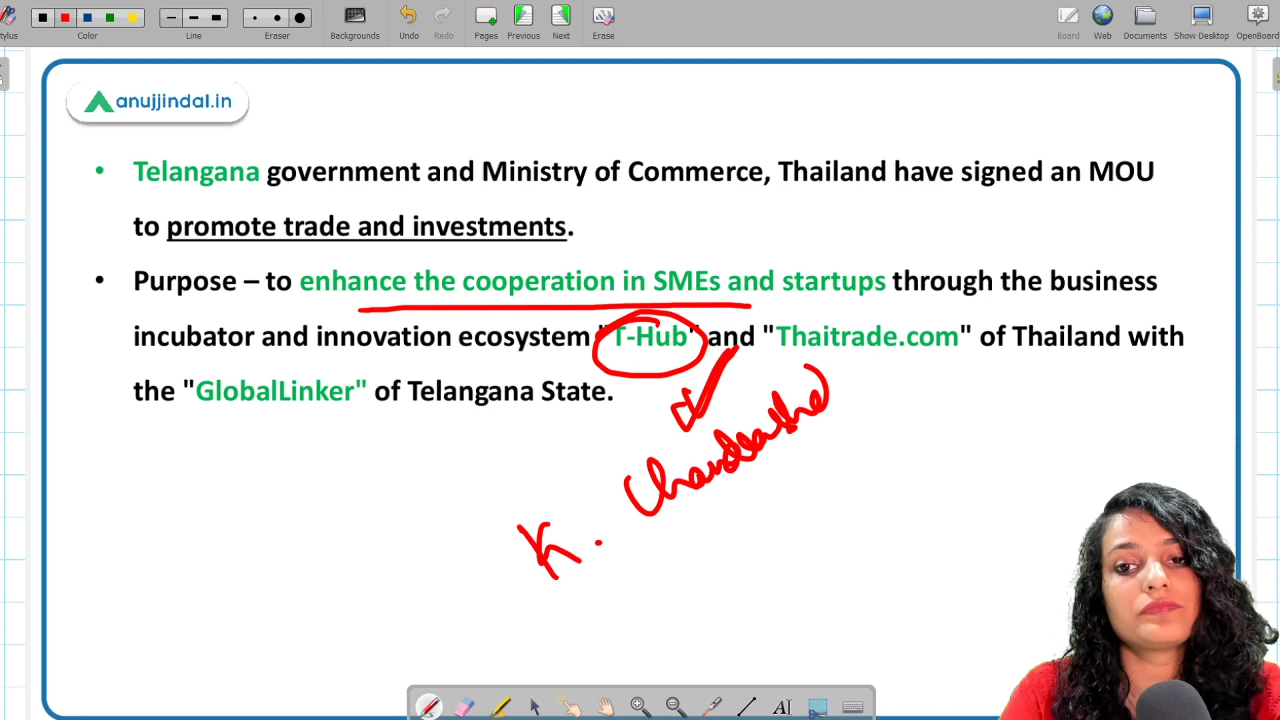 tylus
Color
Line
Eraser
Backgrounds
Undo
Redo
Pages
Previous
Next
Erase
Board
Web
Documents
Show Desktop
OpenBoard
anujjindal.in
• Telangana government and Ministry of Commerce, Thailand have signed an MOU
to promote trade and investments.
• Purpose – to enhance the cooperation in SMEs and startups through the business
incubator and innovation ecosystem "T-Hub" and "Thaitrade.com" of Thailand with
the "GlobalLinker" of Telangana State.
K.